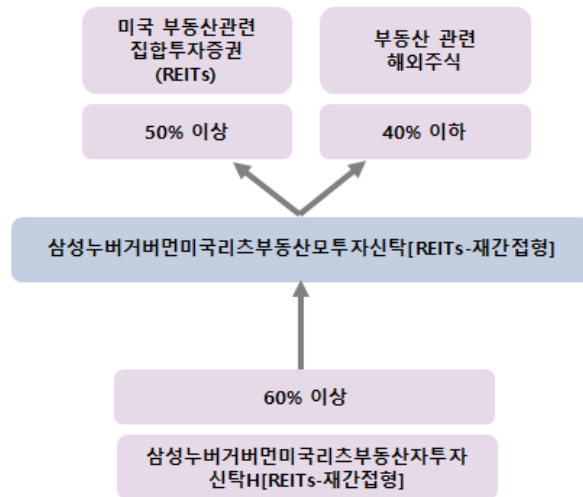 미국 부동산관련
집합투자증권
(REITs)
부동산 관련
해외주식
50% 이상
40% 이하
삼성누버거버먼미국리츠부동산모투자신탁[REITs-재간접형]
60% 이상
삼성누버거버먼미국리츠부동산자투자
신탁H[REITs-재간접형]